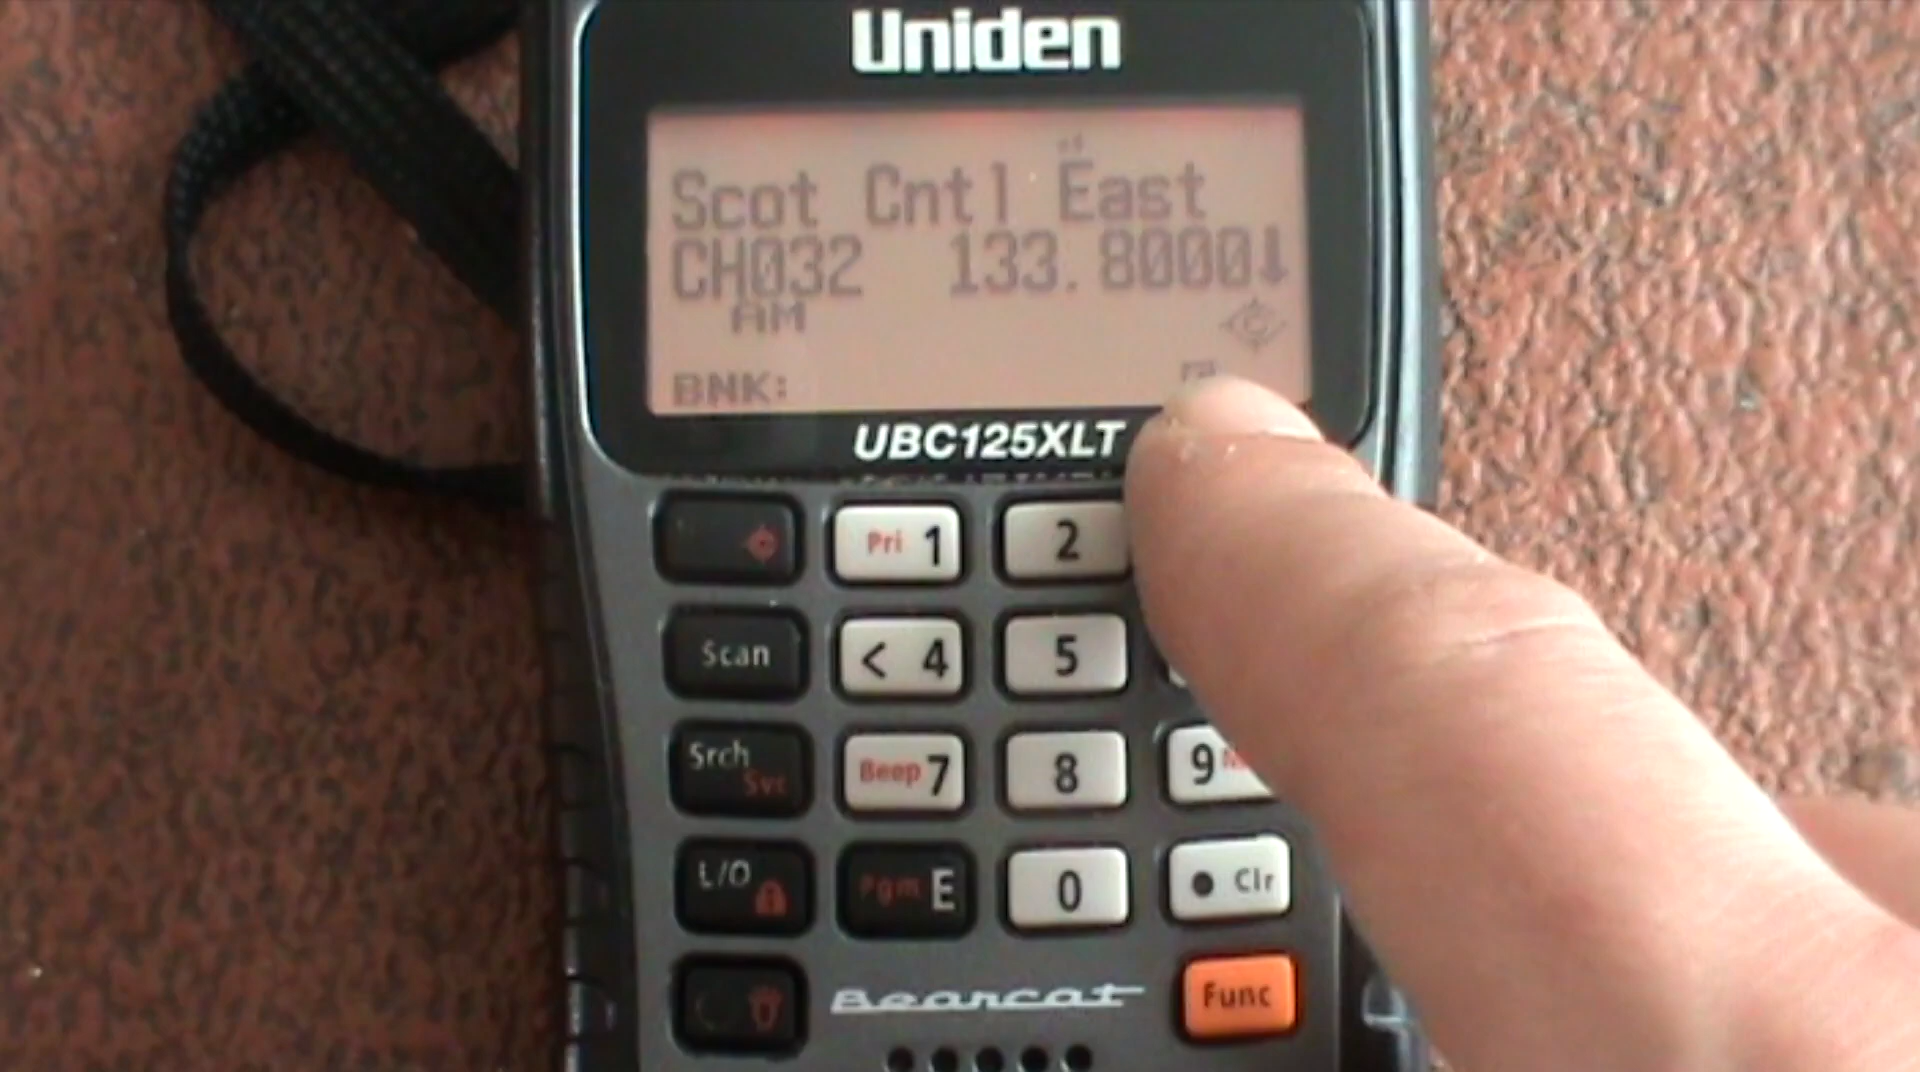 Uniden
Scot Cntl East
CH032 133.8000↓
AM
BNK:
UBC125XLT
Pri 1
2
Scan
< 4
5
Srch Svc
Beep 7
8
9
L/O
Pgm E
0
● Clr
Bearcat
Func